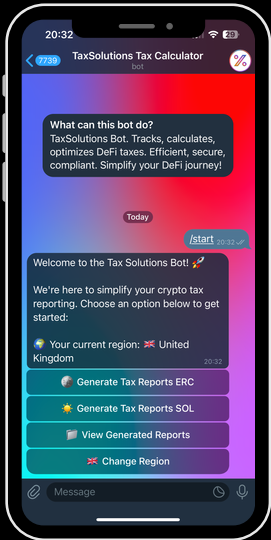 20:32
29
7739
TaxSolutions Tax Calculator
bot
What can this bot do?
TaxSolutions Bot. Tracks, calculates,
optimizes DeFi taxes. Efficient, secure,
compliant. Simplify your DeFi journey!
Today
/start 20:32
Welcome to the Tax Solutions Bot! 🚀
We're here to simplify your crypto tax
reporting. Choose an option below to get
started:
🌍 Your current region: 🇬🇧 United
Kingdom
20:32
Generate Tax Reports ERC
☀️ Generate Tax Reports SOL
View Generated Reports
🇬🇧 Change Region
Message